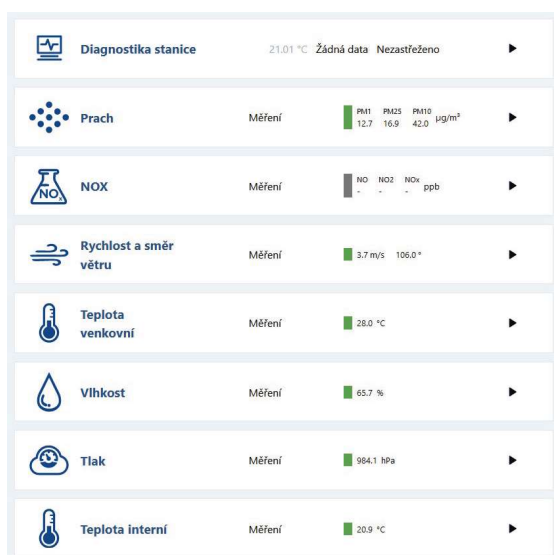 Diagnostika stanice 21.01 °C Žádná data Nezastřeženo
Prach Měření PM1 PM25 PM10 µg/m³
12.7 16.9 42.0
NOx
NOX Měření NO NO2 NOx ppb
- - -
Rychlost a směr
větru Měření 3.7 m/s 106.0 °
Teplota
venkovní Měření 28.0 °C
Vlhkost Měření 65.7 %
Tlak Měření 984.1 hPa
Teplota interní Měření 20.9 °C